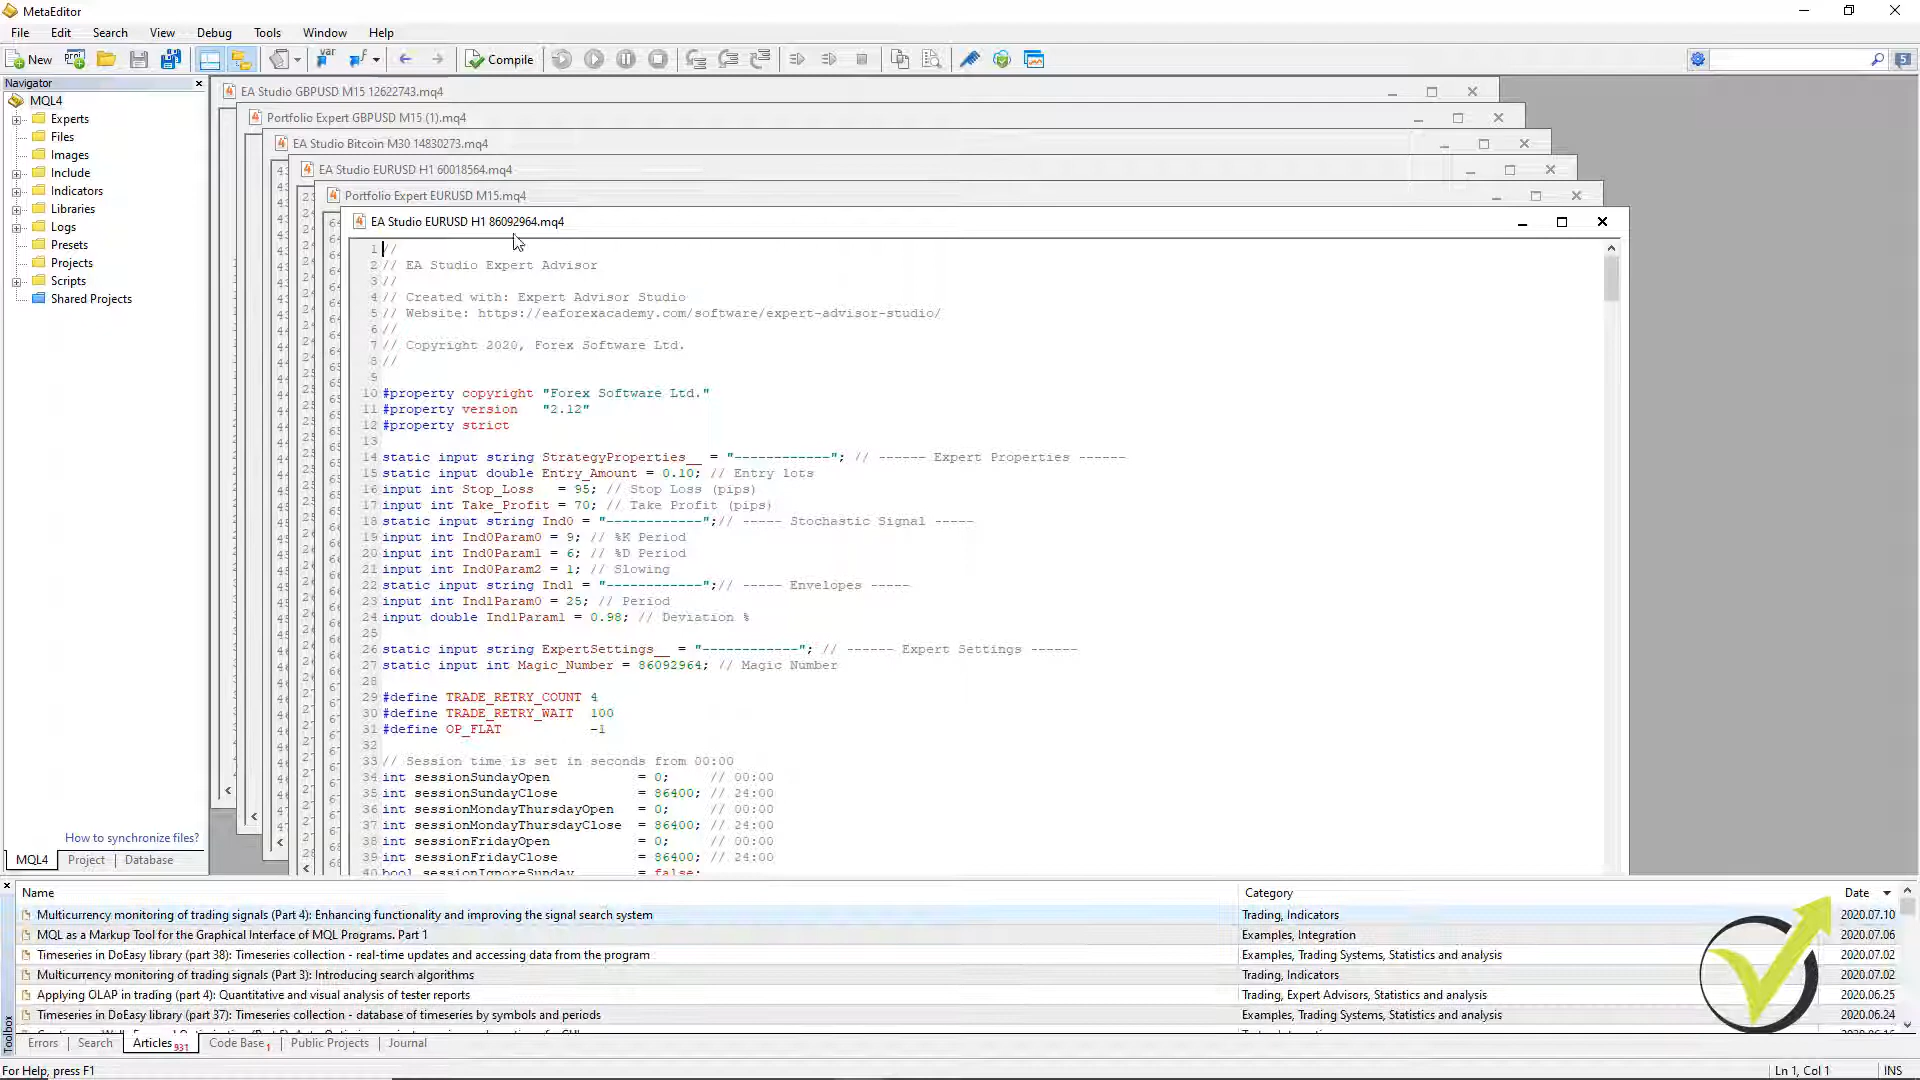 MetaEditor
File Edit Search View Debug Tools Window Help
New var f Compile 5
Navigator
MQL4
Experts
Files
Images
Include
Indicators
Libraries
Logs
Presets
Projects
Scripts
Shared Projects
How to synchronize files?
MQL4 Project Database
EA Studio GBPUSD M15 12622743.mq4
Portfolio Expert GBPUSD M15 (1).mq4
EA Studio Bitcoin M30 14830273.mq4
EA Studio EURUSD H1 60018564.mq4
Portfolio Expert EURUSD M15.mq4
EA Studio EURUSD H1 86092964.mq4
1 //
2 // EA Studio Expert Advisor
3 //
4 // Created with: Expert Advisor Studio
5 // Website: https://eaforexacademy.com/software/expert-advisor-studio/
6 //
7 // Copyright 2020, Forex Software Ltd.
8 //
9
10 #property copyright "Forex Software Ltd."
11 #property version "2.12"
12 #property strict
13
14 static input string StrategyProperties__ = "------------"; // ------ Expert Properties ------
15 static input double Entry_Amount = 0.10; // Entry lots
16 input int Stop_Loss = 95; // Stop Loss (pips)
17 input int Take_Profit = 70; // Take Profit (pips)
18 static input string Ind0 = "------------";// ----- Stochastic Signal -----
19 input int Ind0Param0 = 9; // %K Period
20 input int Ind0Param1 = 6; // %D Period
21 input int Ind0Param2 = 1; // Slowing
22 static input string Ind1 = "------------";// ----- Envelopes -----
23 input int Ind1Param0 = 25; // Period
24 input double Ind1Param1 = 0.98; // Deviation %
25
26 static input string ExpertSettings__ = "------------"; // ------ Expert Settings ------
27 static input int Magic_Number = 86092964; // Magic Number
28
29 #define TRADE_RETRY_COUNT 4
30 #define TRADE_RETRY_WAIT 100
31 #define OP_FLAT -1
32
33 // Session time is set in seconds from 00:00
34 int sessionSundayOpen = 0; // 00:00
35 int sessionSundayClose = 86400; // 24:00
36 int sessionMondayThursdayOpen = 0; // 00:00
37 int sessionMondayThursdayClose = 86400; // 24:00
38 int sessionFridayOpen = 0; // 00:00
39 int sessionFridayClose = 86400; // 24:00
40 bool sessionIgnoreSunday = false;
Name Category Date
Multicurrency monitoring of trading signals (Part 4): Enhancing functionality and improving the signal search system Trading, Indicators 2020.07.10
MQL as a Markup Tool for the Graphical Interface of MQL Programs. Part 1 Examples, Integration 2020.07.06
Timeseries in DoEasy library (part 38): Timeseries collection - real-time updates and accessing data from the program Examples, Trading Systems, Statistics and analysis 2020.07.02
Multicurrency monitoring of trading signals (Part 3): Introducing search algorithms Trading, Indicators 2020.07.02
Applying OLAP in trading (part 4): Quantitative and visual analysis of tester reports Trading, Expert Advisors, Statistics and analysis 2020.06.25
Timeseries in DoEasy library (part 37): Timeseries collection - database of timeseries by symbols and periods Examples, Trading Systems, Statistics and analysis 2020.06.24
Toolbox
Errors Search Articles 931 Code Base 1 Public Projects Journal
For Help, press F1 Ln 1, Col 1 INS